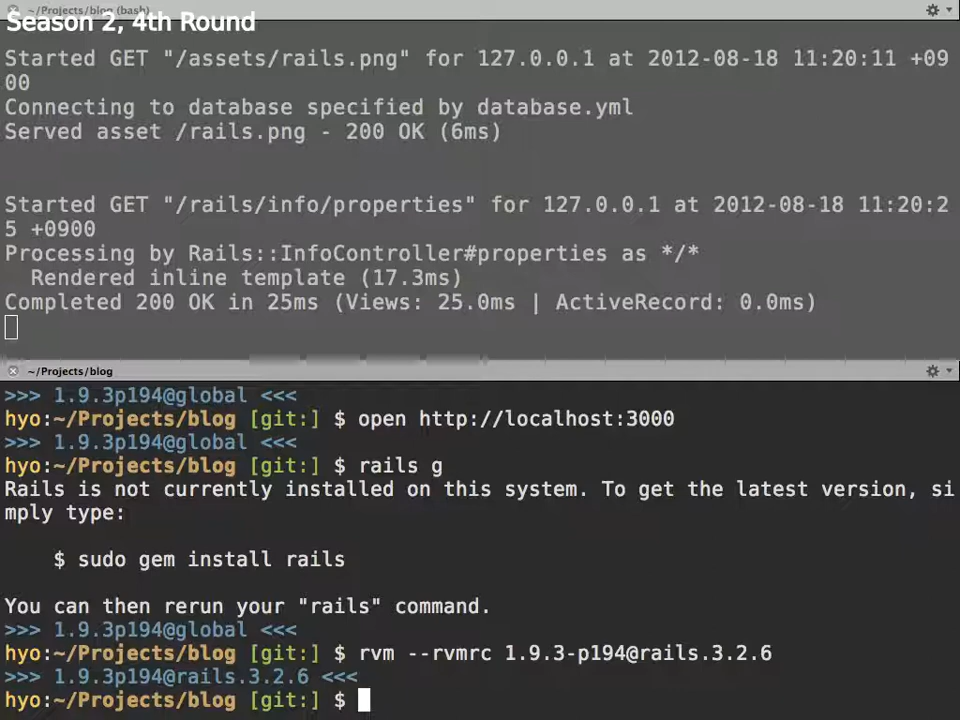 ~/Projects/blog (bash)
Season 2, 4th Round
Started GET "/assets/rails.png" for 127.0.0.1 at 2012-08-18 11:20:11 +09
00
Connecting to database specified by database.yml
Served asset /rails.png - 200 OK (6ms)
Started GET "/rails/info/properties" for 127.0.0.1 at 2012-08-18 11:20:2
5 +0900
Processing by Rails::InfoController#properties as */*
  Rendered inline template (17.3ms)
Completed 200 OK in 25ms (Views: 25.0ms | ActiveRecord: 0.0ms)
~/Projects/blog
>>> 1.9.3p194@global <<<
hyo:~/Projects/blog [git:] $ open http://localhost:3000
>>> 1.9.3p194@global <<<
hyo:~/Projects/blog [git:] $ rails g
Rails is not currently installed on this system. To get the latest version, si
mply type:
    $ sudo gem install rails
You can then rerun your "rails" command.
>>> 1.9.3p194@global <<<
hyo:~/Projects/blog [git:] $ rvm --rvmrc 1.9.3-p194@rails.3.2.6
>>> 1.9.3p194@rails.3.2.6 <<<
hyo:~/Projects/blog [git:] $